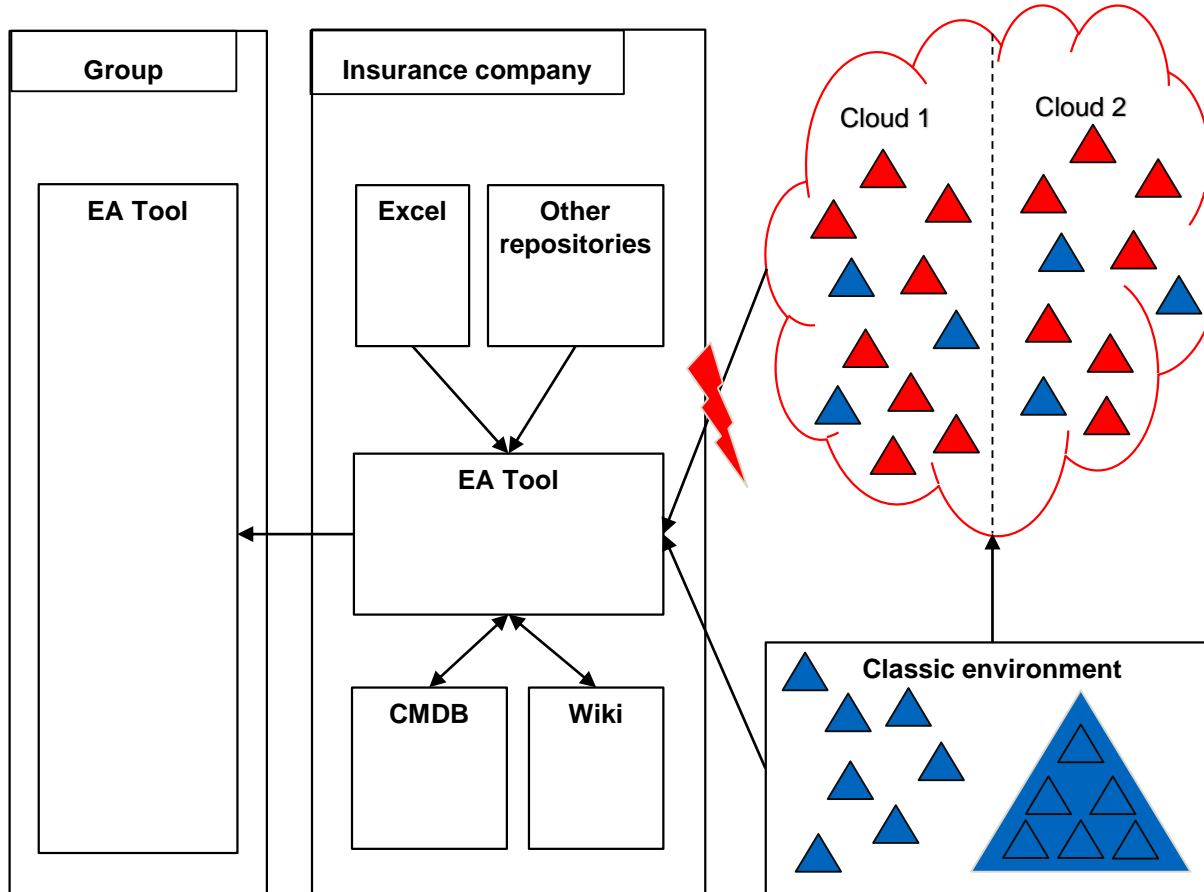 Group
Insurance company
Cloud 1
Cloud 2
EA Tool
Excel
Other
repositories
EA Tool
CMDB
Wiki
Classic environment